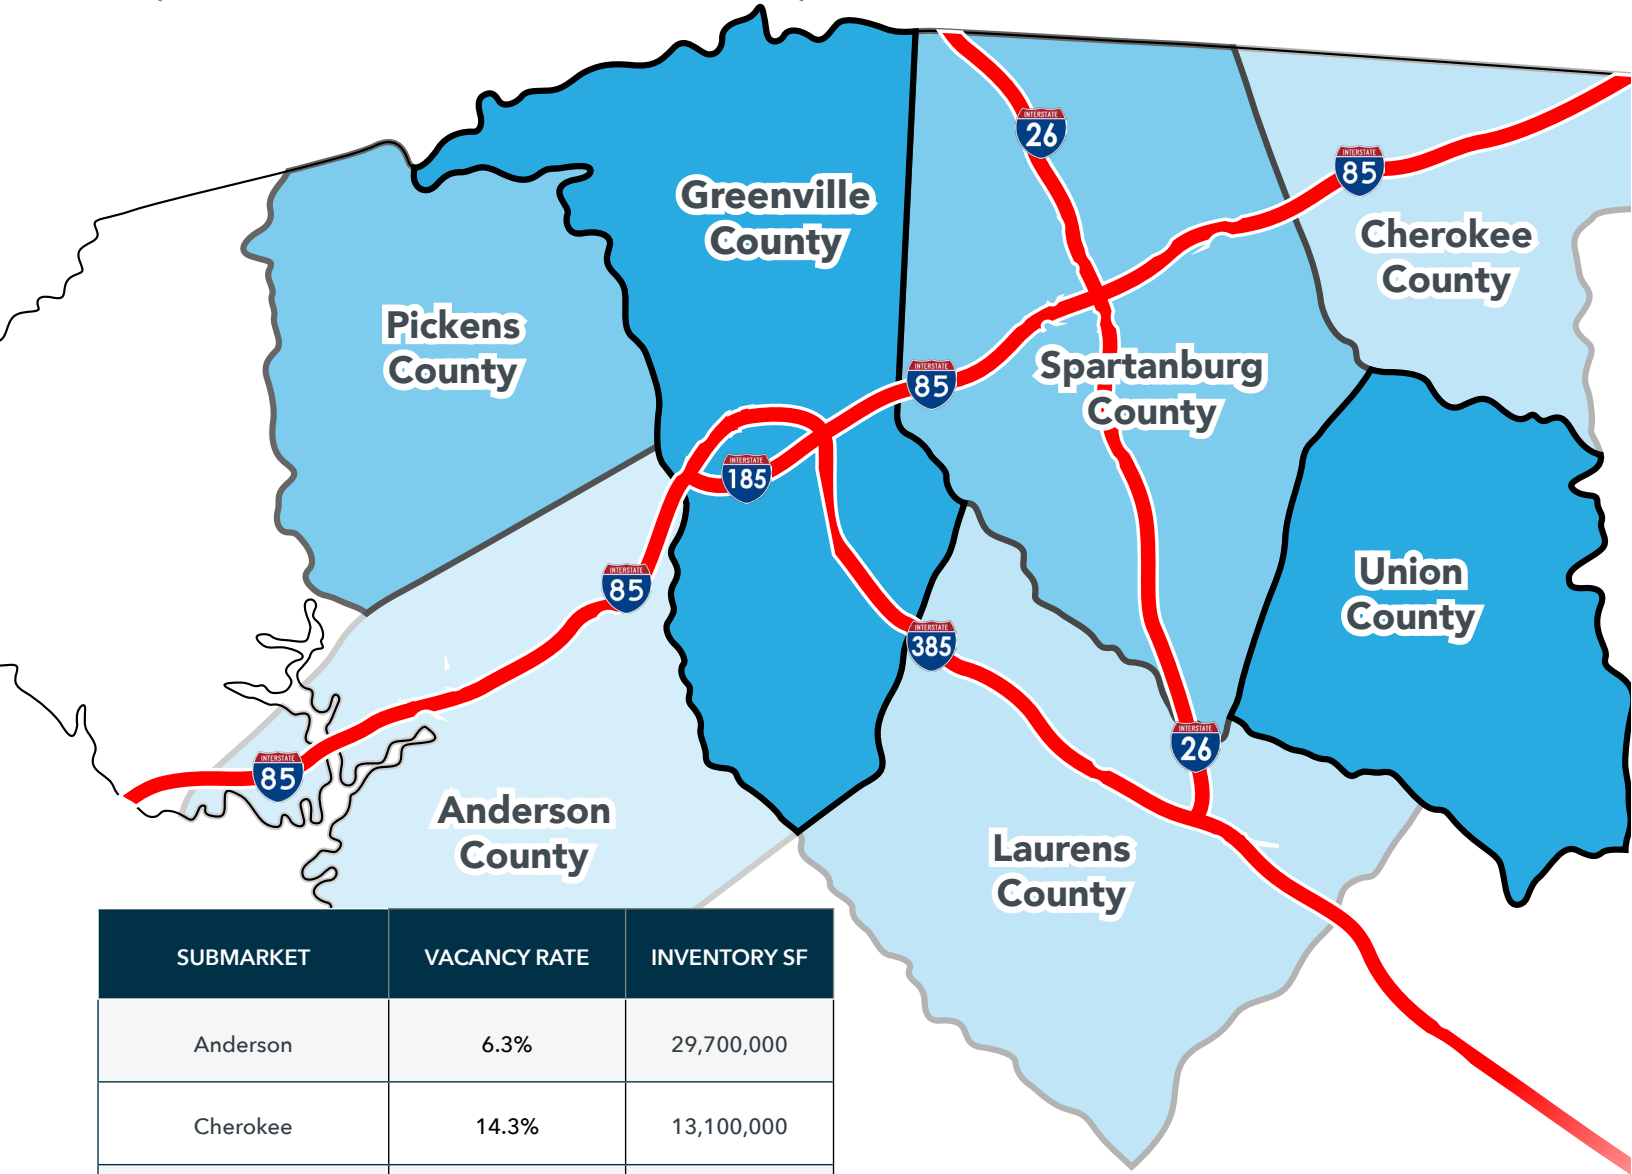 INTERSTATE
26
INTERSTATE
85
Greenville
County
Cherokee
County
Pickens
County
INTERSTATE
85
Spartanburg
County
INTERSTATE
185
INTERSTATE
85
Union
County
INTERSTATE
385
INTERSTATE
26
INTERSTATE
85
Anderson
County
Laurens
County
SUBMARKET VACANCY RATE INVENTORY SF
Anderson 6.3% 29,700,000
Cherokee 14.3% 13,100,000